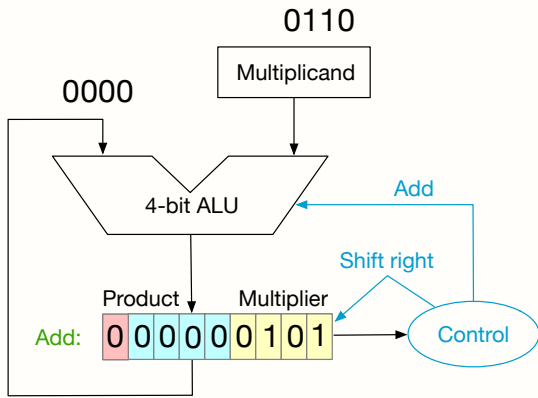 0110
Multiplicand
0000
4-bit ALU
Add
Shift right
Product Multiplier
Add: 0 0 0 0 0 0 1 0 1
Control